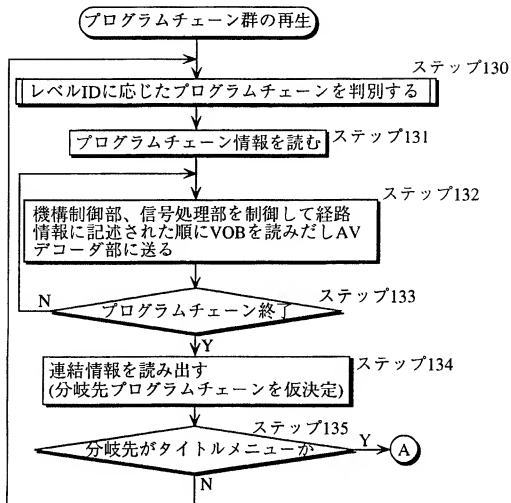 プログラムチェーン群の再生
ステップ130
レベルIDに応じたプログラムチェーンを判別する
プログラムチェーン情報を読む
ステップ131
ステップ132
機構制御部、信号処理部を制御して経路
情報に記述された順にVOBを読みだしAV
デコーダ部に送る
ステップ133
N
プログラムチェーン終了
Y
ステップ134
連結情報を読み出す
(分岐先プログラムチェーンを仮決定)
ステップ135
分岐先がタイトルメニューか
Y
A
N